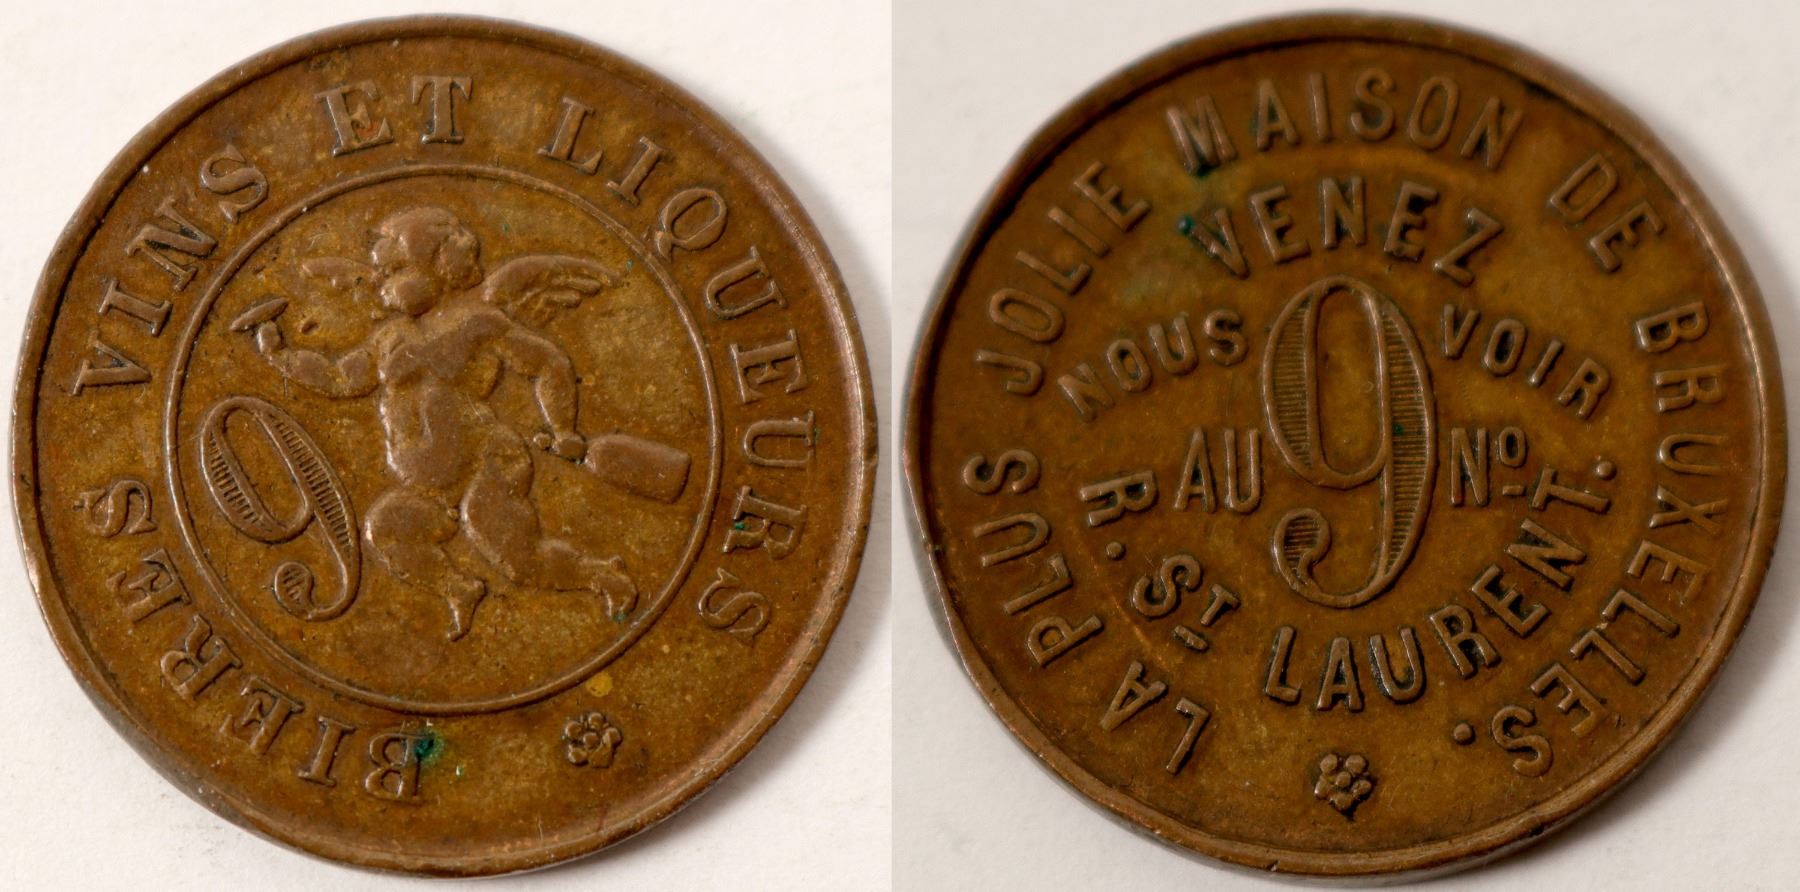 BIERES VINS ET LIQUEURS
9
LA PLUS JOLIE MAISON DE BRUXELLES.
VENEZ
NOUS VOIR
AU 9 No
R. ST LAURENT.